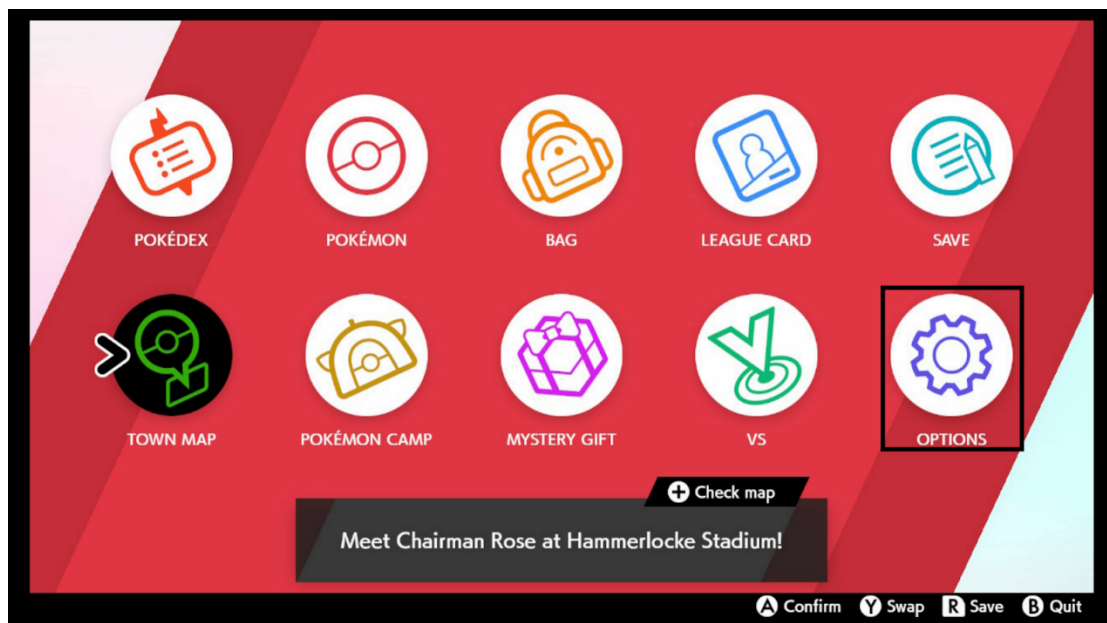 POKÉDEX
POKÉMON
BAG
LEAGUE CARD
SAVE
TOWN MAP
POKÉMON CAMP
MYSTERY GIFT
VS
OPTIONS
+ Check map
Meet Chairman Rose at Hammerlocke Stadium!
A Confirm Y Swap R Save B Quit